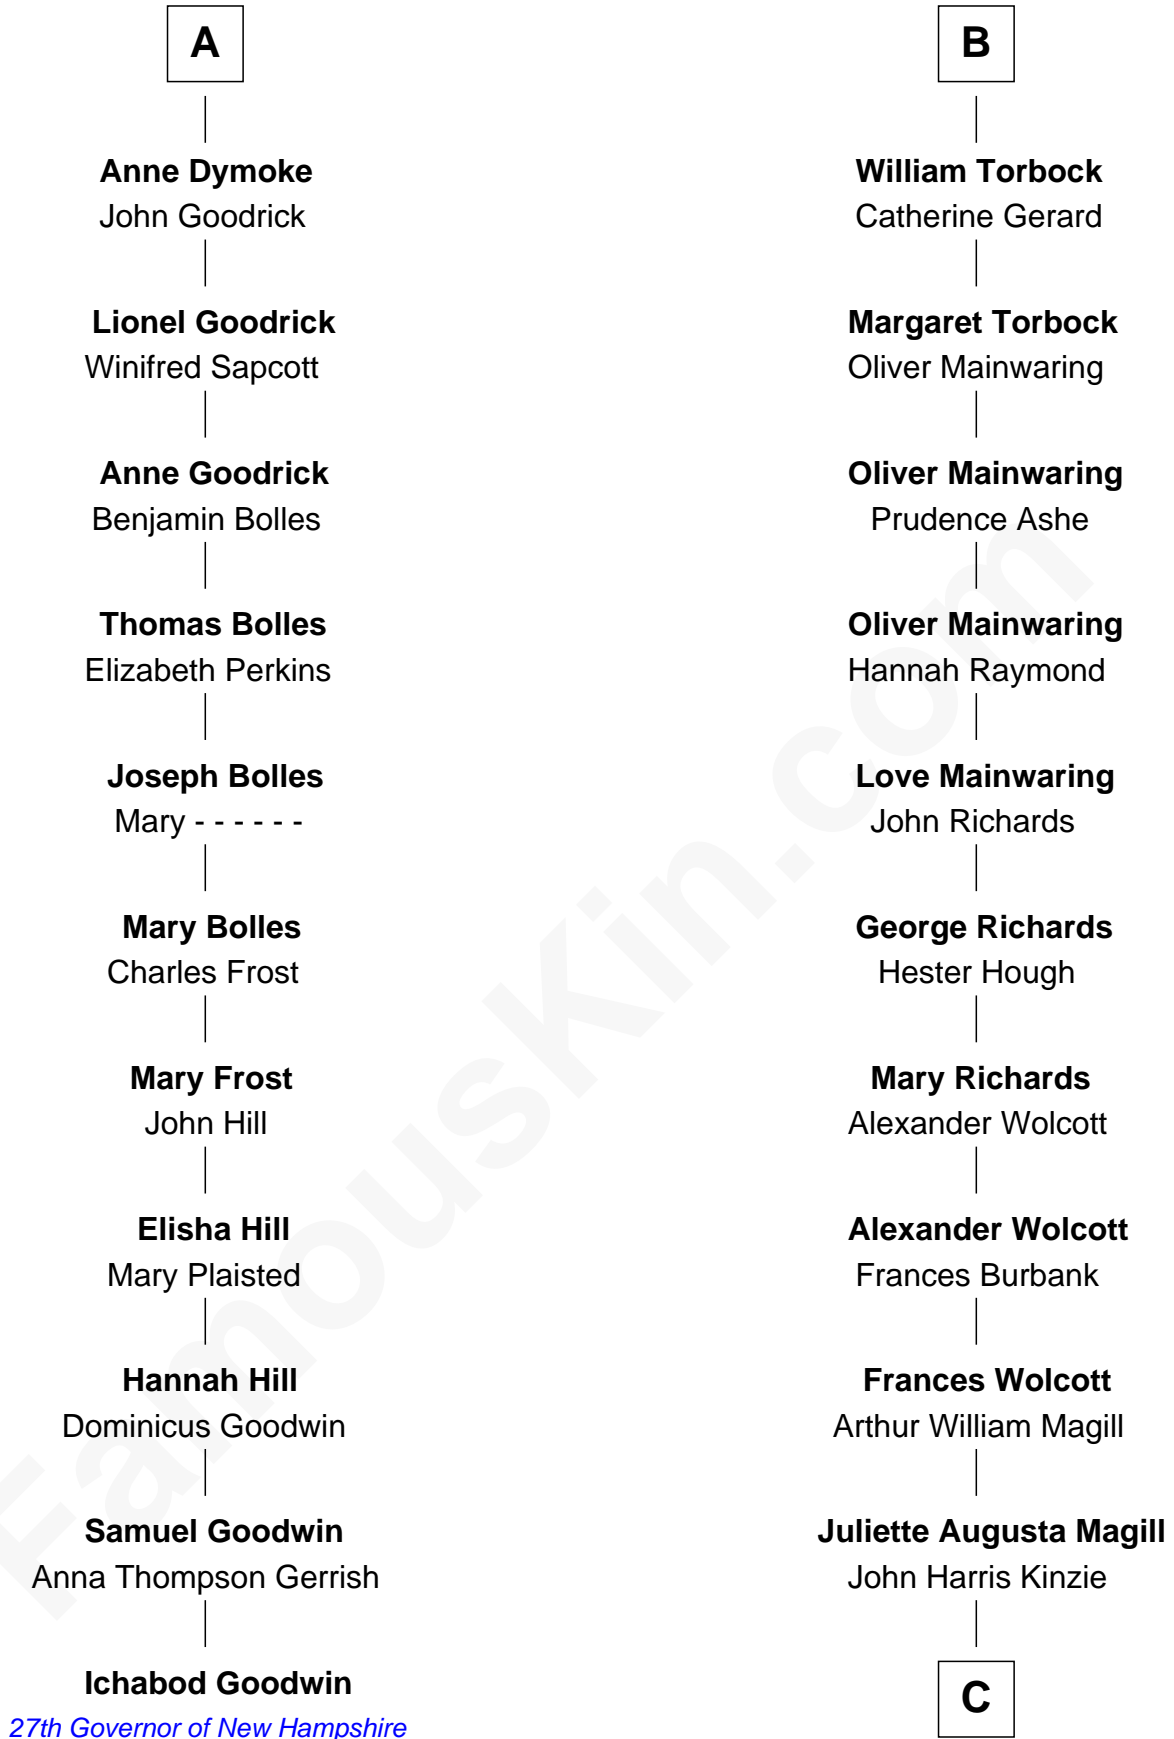 A
Anne Dymoke
John Goodrick
Lionel Goodrick
Winifred Sapcott
Anne Goodrick
Benjamin Bolles
Thomas Bolles
Elizabeth Perkins
Joseph Bolles
Mary - - - - - -
Mary Bolles
Charles Frost
Mary Frost
John Hill
Elisha Hill
Mary Plaisted
Hannah Hill
Dominicus Goodwin
Samuel Goodwin
Anna Thompson Gerrish
Ichabod Goodwin
27th Governor of New Hampshire
B
William Torbock
Catherine Gerard
Margaret Torbock
Oliver Mainwaring
Oliver Mainwaring
Prudence Ashe
Oliver Mainwaring
Hannah Raymond
Love Mainwaring
John Richards
George Richards
Hester Hough
Mary Richards
Alexander Wolcott
Alexander Wolcott
Frances Burbank
Frances Wolcott
Arthur William Magill
Juliette Augusta Magill
John Harris Kinzie
C
FamousKin.com